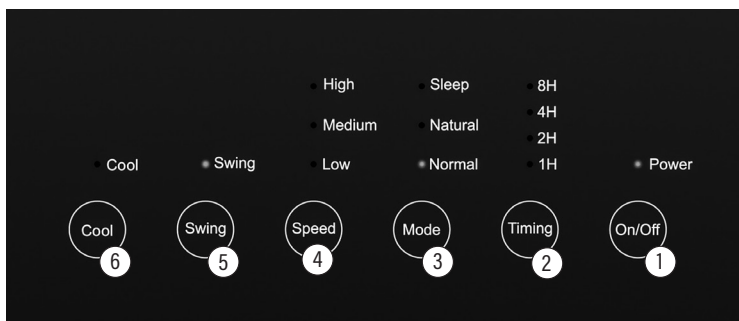 High Sleep 8H
4H
Medium Natural
2H
Cool Swing Low Normal 1H Power
Cool Swing Speed Mode Timing On/Off
6 5 4 3 2 1